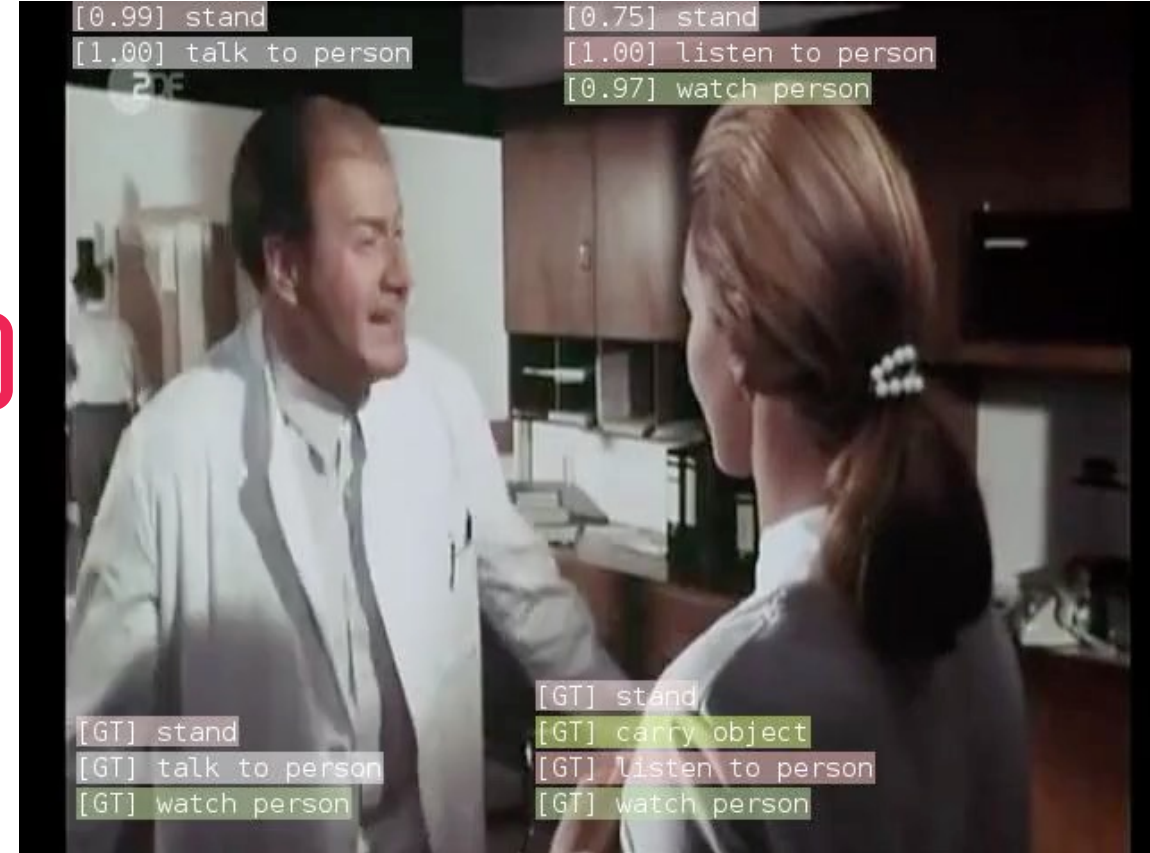 [0.99] stand
[1.00] talk to person
[0.75] stand
[1.00] listen to person
[0.97] watch person
2DF
[GT] stand
[GT] talk to person
[GT] watch person
[GT] stand
[GT] carry object
[GT] listen to person
[GT] watch person